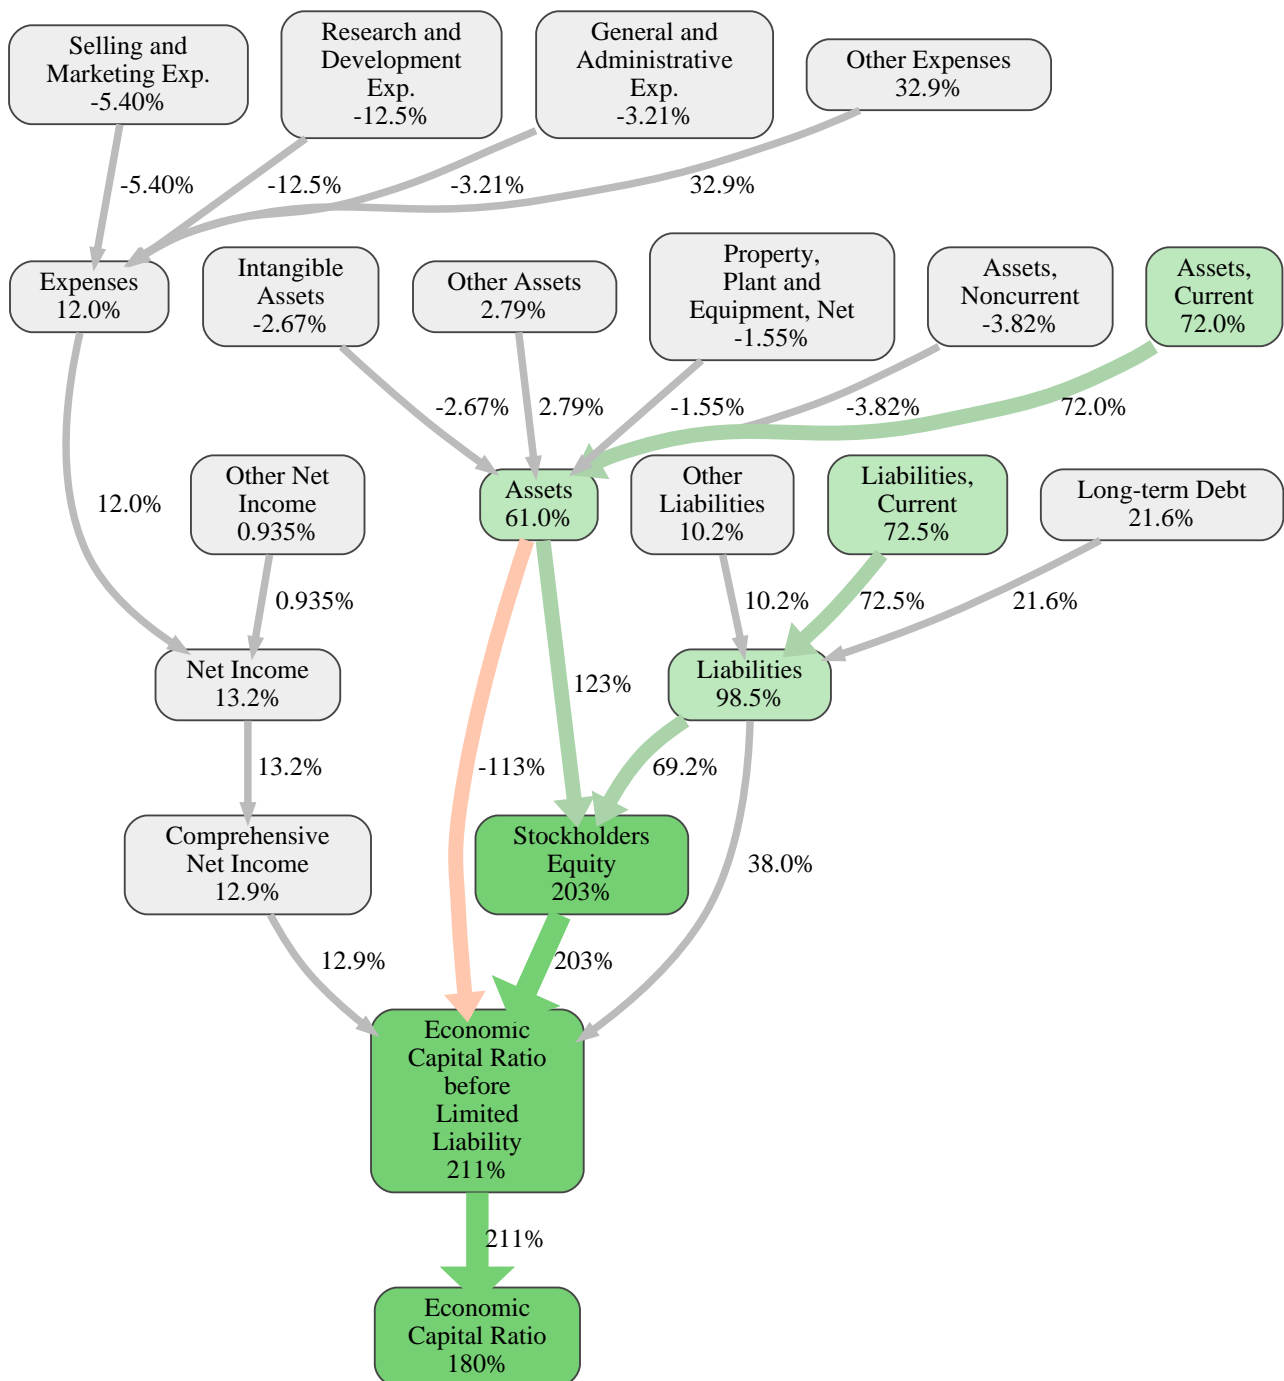 Selling and
Marketing Exp.
-5.40%
Research and
Development
Exp.
-12.5%
General and
Administrative
Exp.
-3.21%
Other Expenses
32.9%
-5.40%
-12.5%
-3.21%
32.9%
Expenses
12.0%
Intangible
Assets
-2.67%
Other Assets
2.79%
Property,
Plant and
Equipment, Net
-1.55%
Assets,
Noncurrent
-3.82%
Assets,
Current
72.0%
-2.67%
2.79%
-1.55%
-3.82%
72.0%
12.0%
Other Net
Income
0.935%
Assets
61.0%
Other
Liabilities
10.2%
Liabilities,
Current
72.5%
Long-term Debt
21.6%
0.935%
10.2%
72.5%
21.6%
Net Income
13.2%
123%
Liabilities
98.5%
13.2%
-113%
69.2%
Comprehensive
Net Income
12.9%
Stockholders
Equity
203%
38.0%
12.9%
203%
Economic
Capital Ratio
before
Limited
Liability
211%
211%
Economic
Capital Ratio
180%